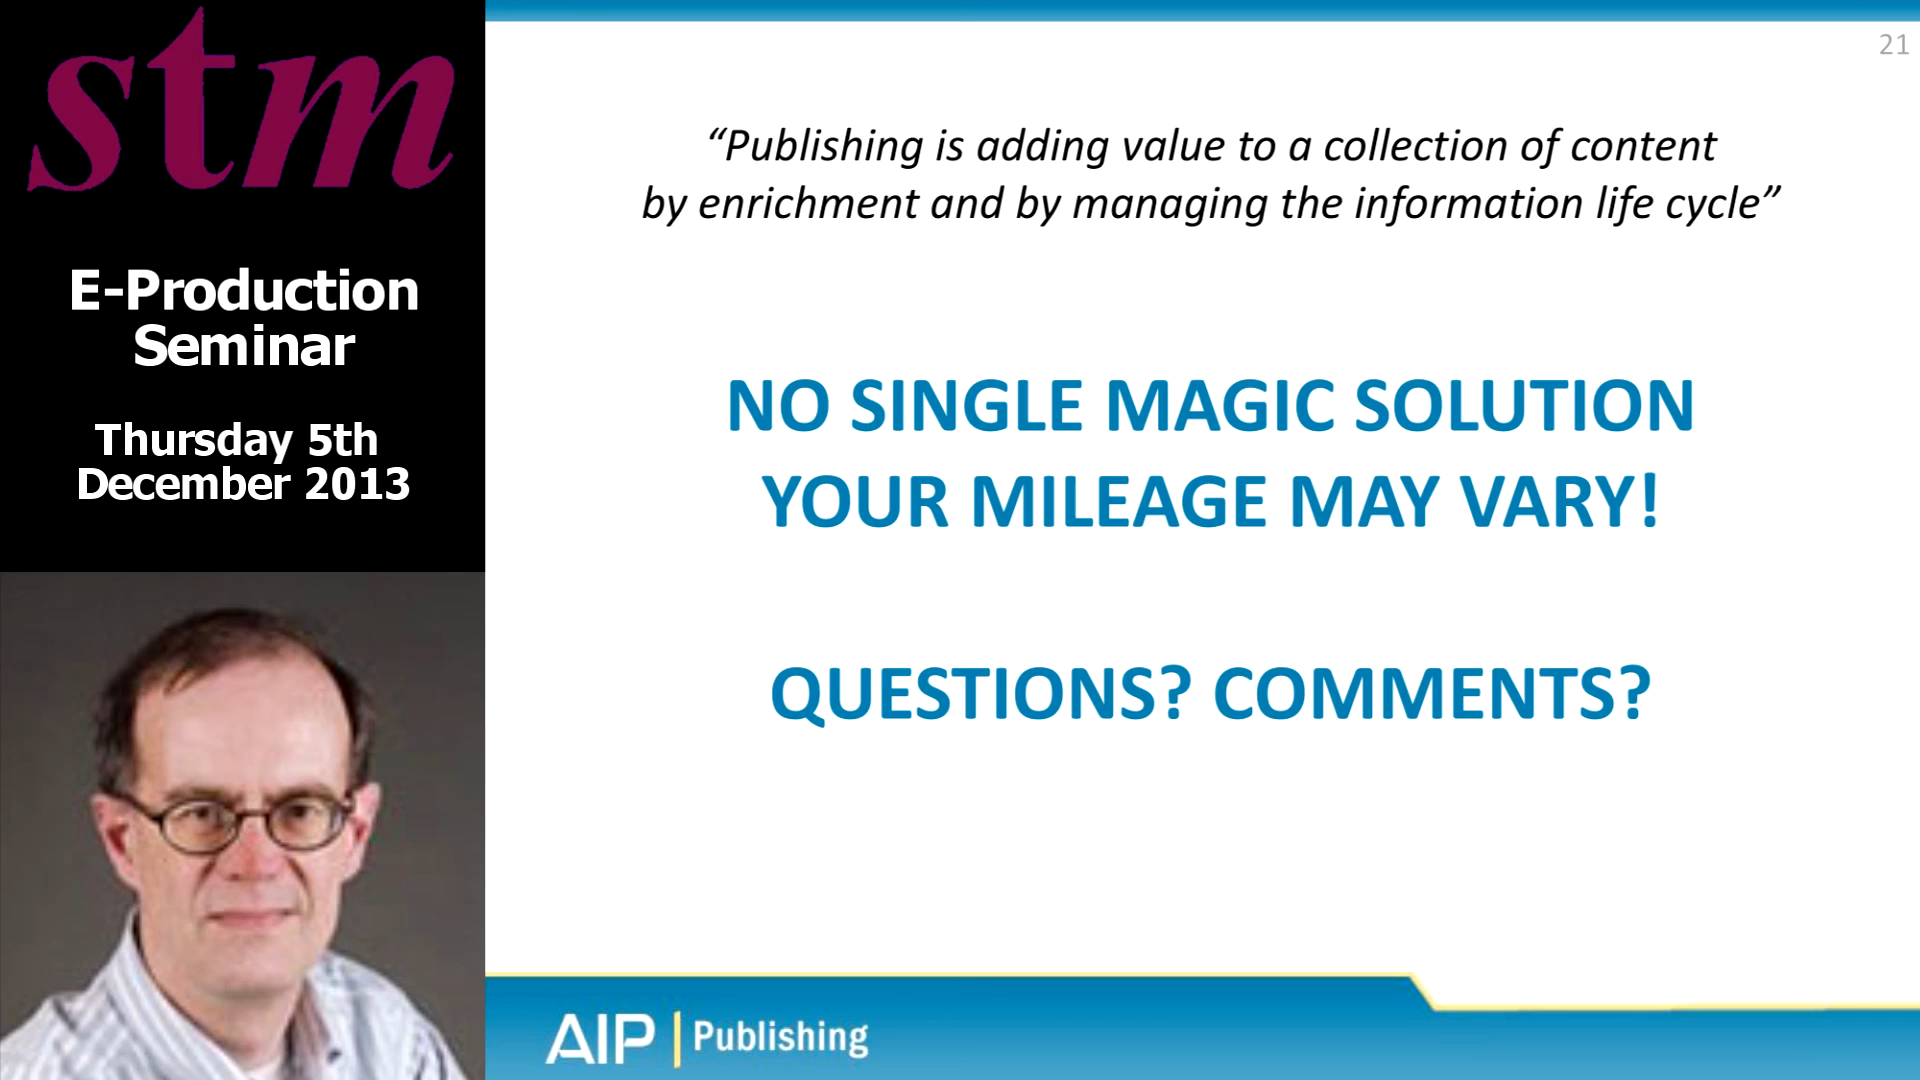 stm
E-Production
Seminar
Thursday 5th
December 2013
21
“Publishing is adding value to a collection of content
by enrichment and by managing the information life cycle”
NO SINGLE MAGIC SOLUTION
YOUR MILEAGE MAY VARY!
QUESTIONS? COMMENTS?
AIP | Publishing